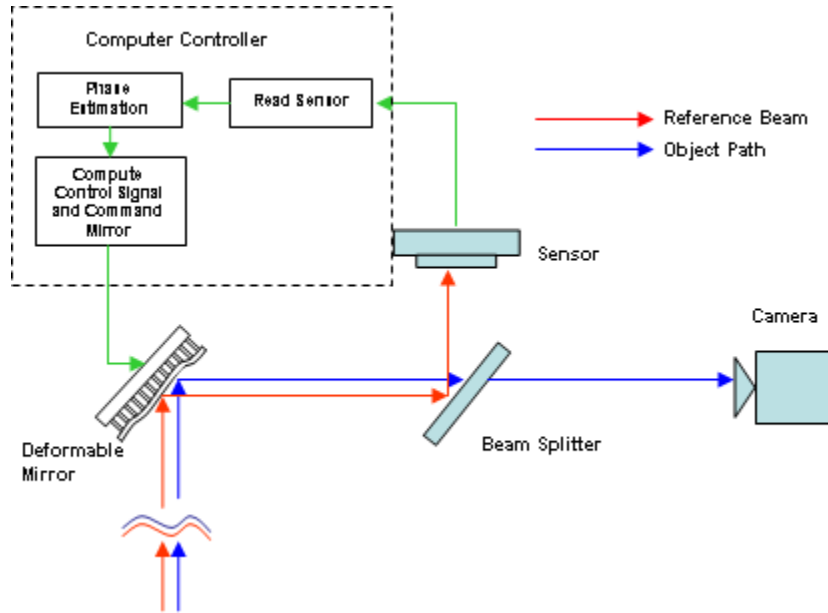 Computer Controller
Phase
Estimation
Read Sensor
Compute
Control Signal
and Command
Mirror
Reference Beam
Object Path
Sensor
Camera
Deformable
Mirror
Beam Splitter